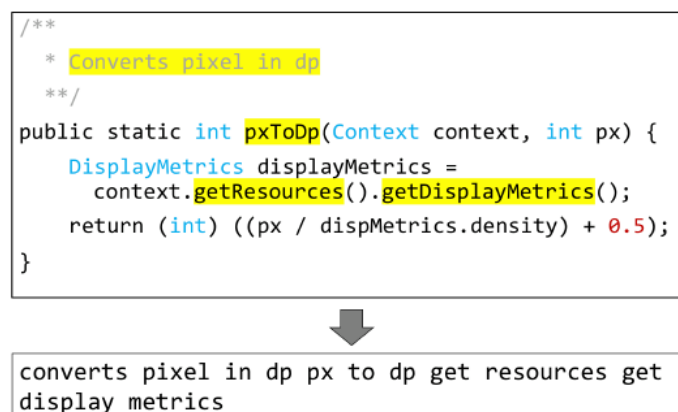 /**
  * Converts pixel in dp
  **/
public static int pxToDp(Context context, int px) {
    DisplayMetrics displayMetrics =
      context.getResources().getDisplayMetrics();
    return (int) ((px / dispMetrics.density) + 0.5);
}
converts pixel in dp px to dp get resources get
display metrics